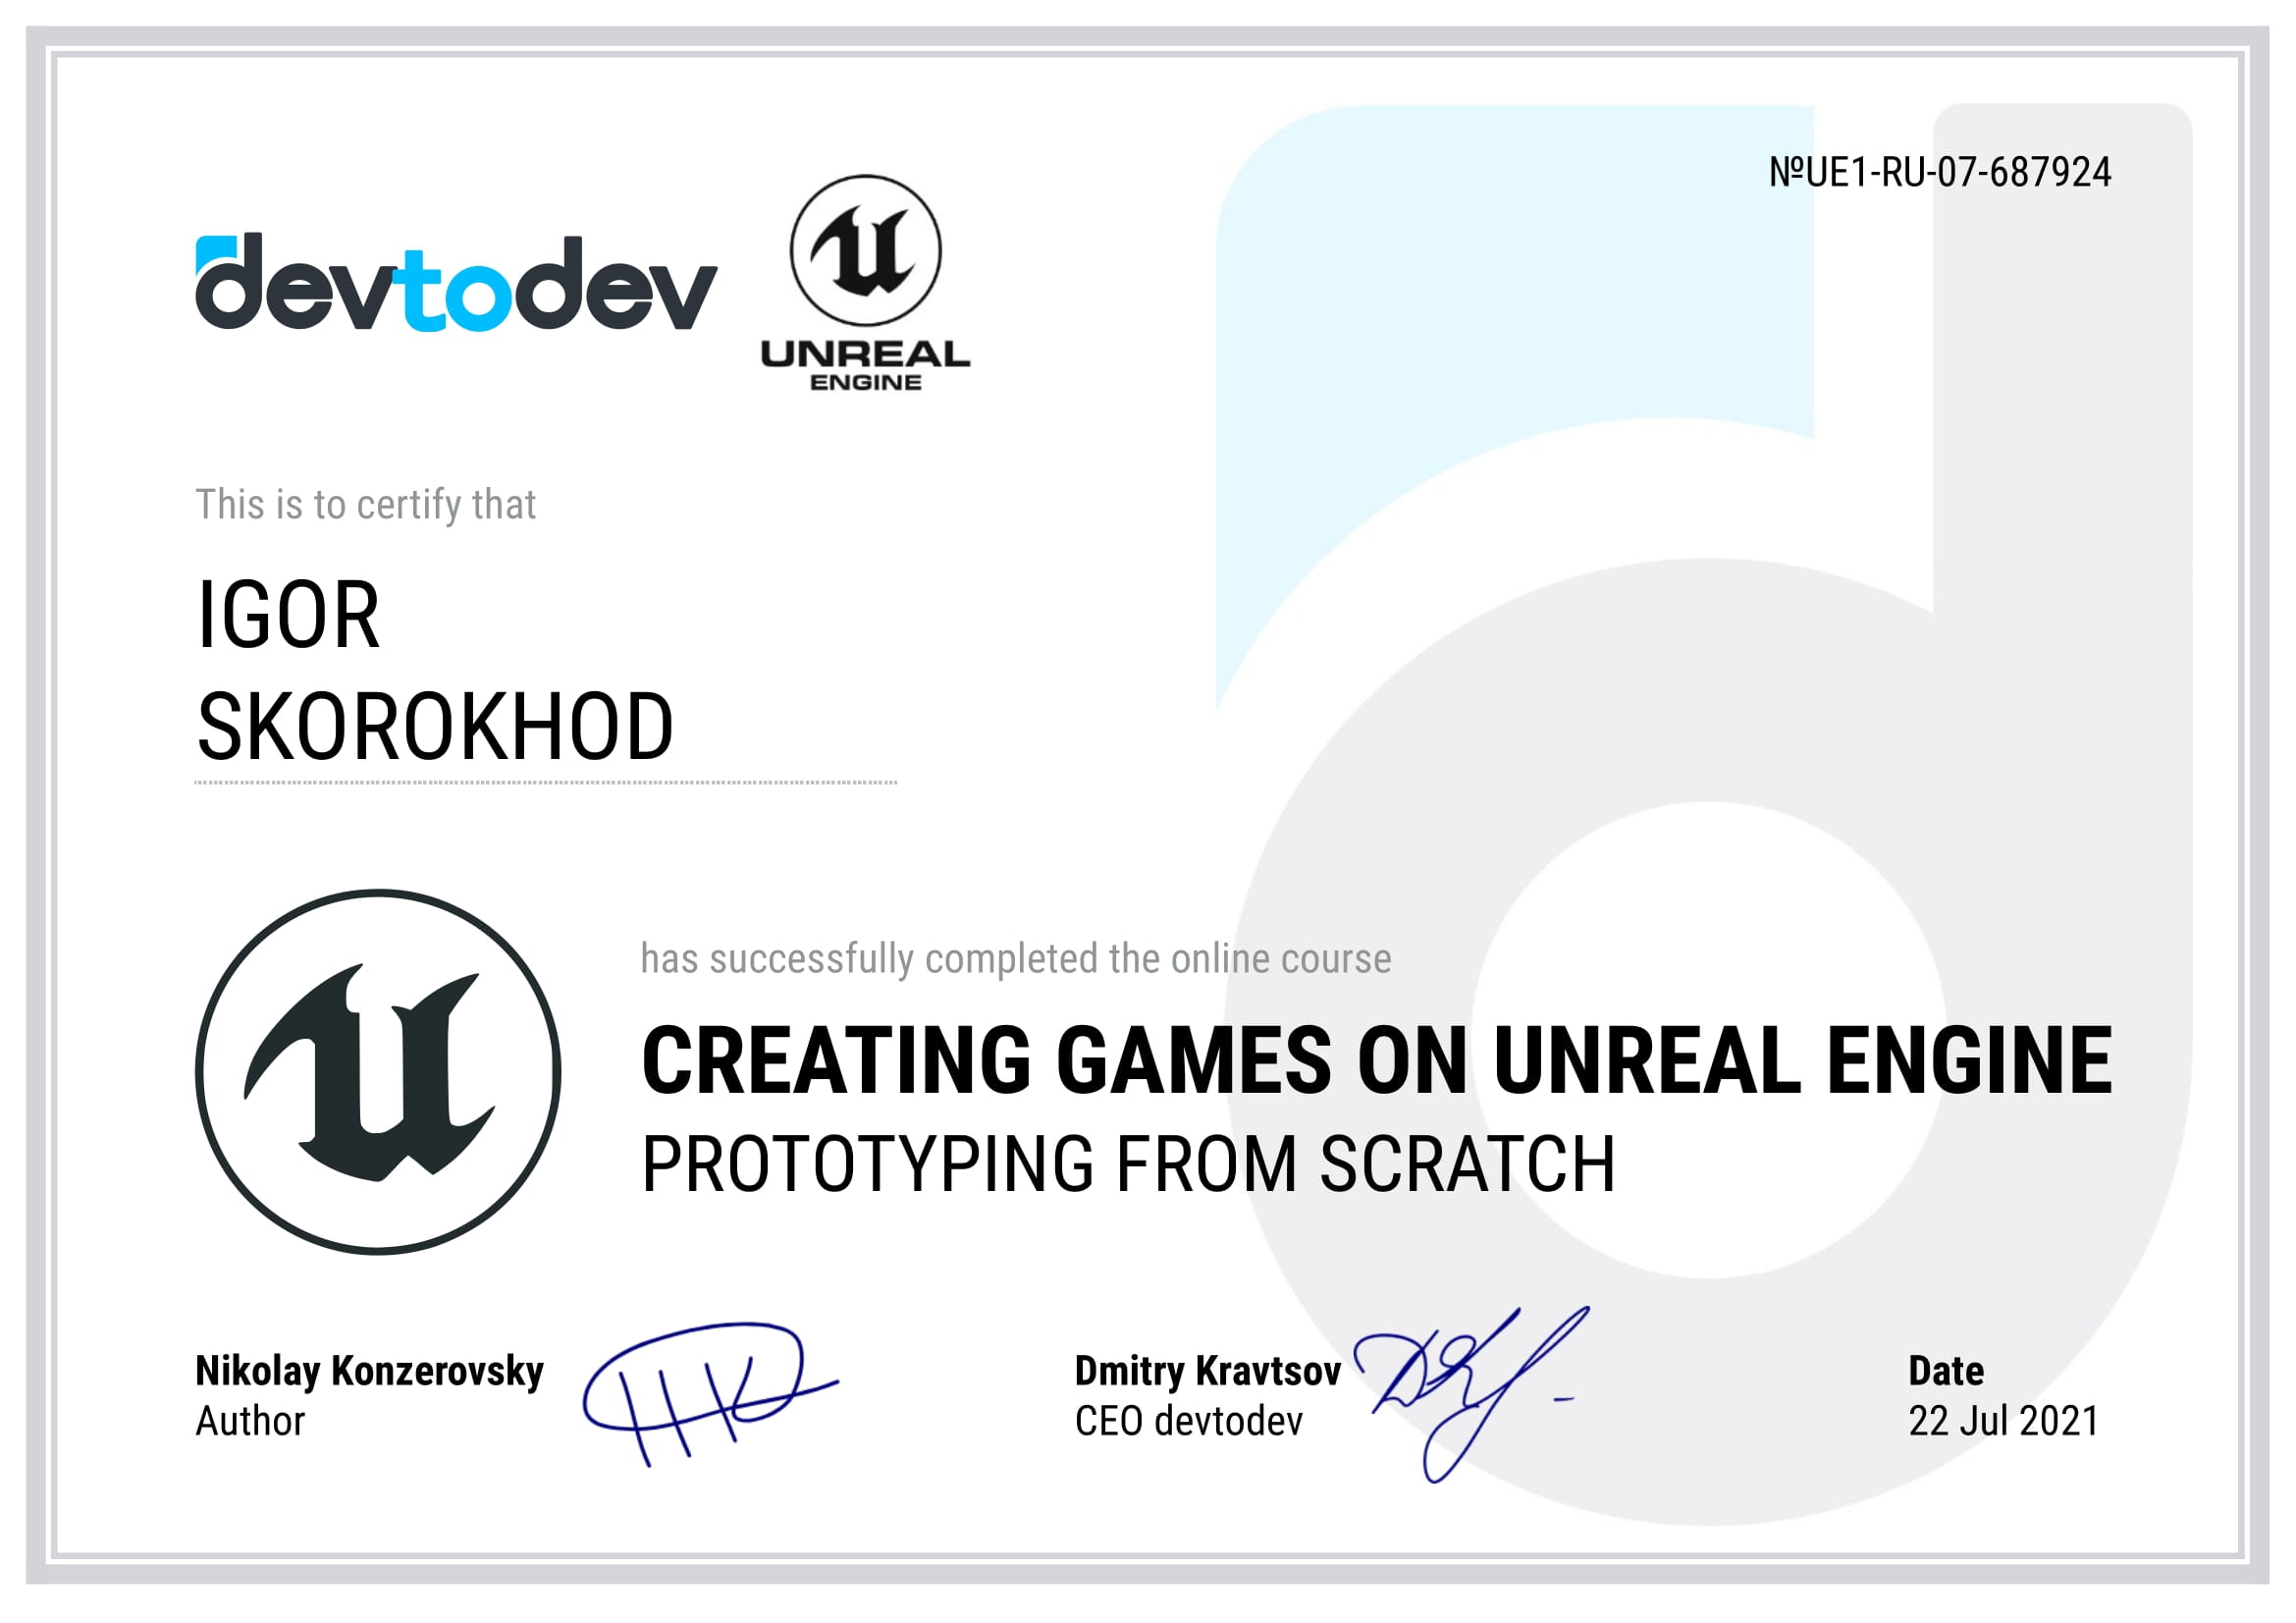 №UE1-RU-07-687924
devtodev
UNREAL
ENGINE
This is to certify that
IGOR
SKOROKHOD
has successfully completed the online course
CREATING GAMES ON UNREAL ENGINE
PROTOTYPING FROM SCRATCH
Nikolay Konzerovsky
Author
Dmitry Kravtsov
CEO devtodev
Date
22 Jul 2021